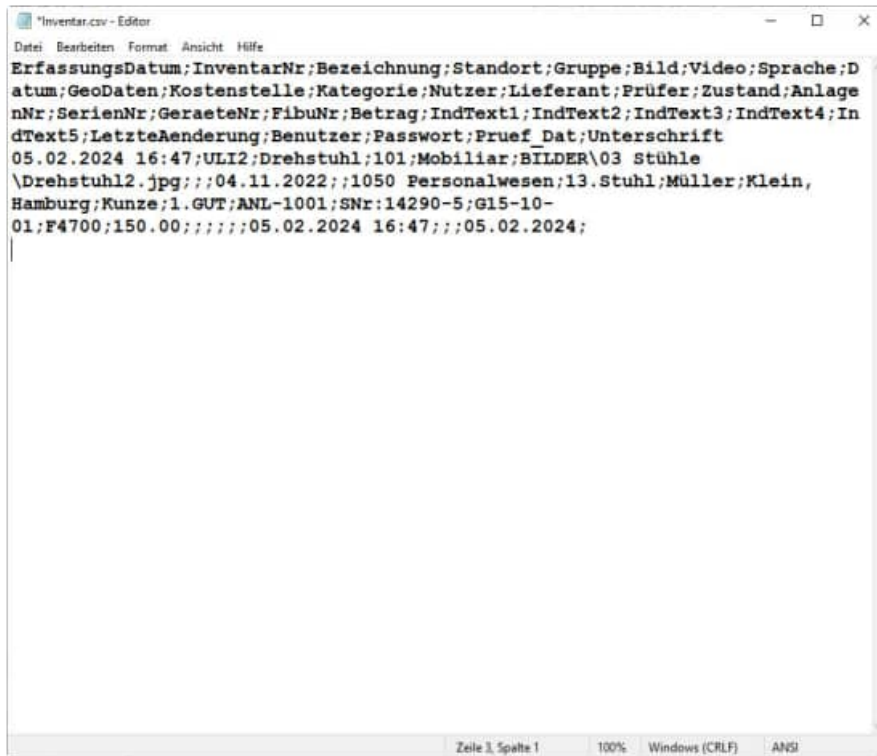 *Inventar.csv - Editor
Datei Bearbeiten Format Ansicht Hilfe
ErfassungsDatum;InventarNr;Bezeichnung;Standort;Gruppe;Bild;Video;Sprache;D
atum;GeoDaten;Kostenstelle;Kategorie;Nutzer;Lieferant;Prüfer;Zustand;Anlage
nNr;SerienNr;GeraeteNr;FibuNr;Betrag;IndText1;IndText2;IndText3;IndText4;In
dText5;LetzteAenderung;Benutzer;Passwort;Pruef_Dat;Unterschrift
05.02.2024 16:47;ULI2;Drehstuhl;101;Mobiliar;BILDER\03 Stühle
\Drehstuhl2.jpg;;;04.11.2022;;1050 Personalwesen;13.Stuhl;Müller;Klein,
Hamburg;Kunze;1.GUT;ANL-1001;SNr:14290-5;G15-10-
01;F4700;150.00;;;;;;05.02.2024 16:47;;;05.02.2024;
Zeile 3, Spalte 1 100% Windows (CRLF) ANSI